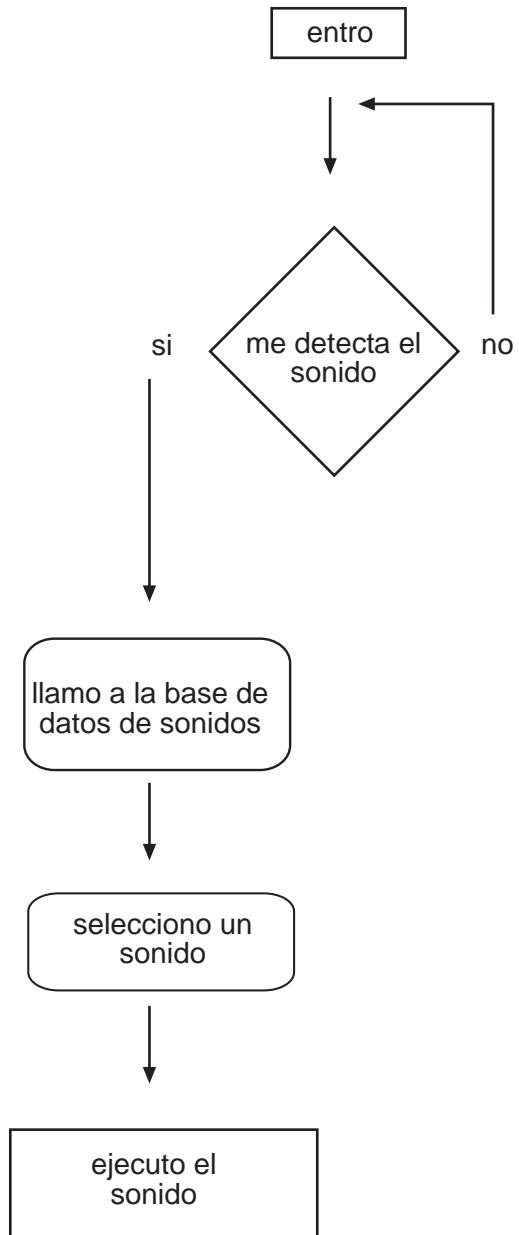 entro
si
me detecta el
sonido
no
llamo a la base de
datos de sonidos
selecciono un
sonido
ejecuto el
sonido